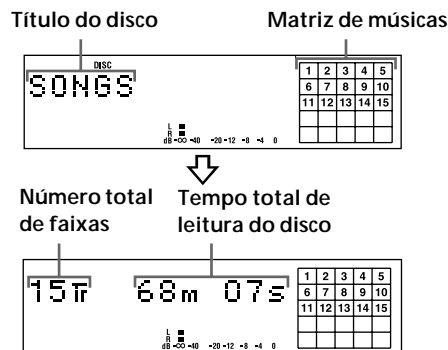 Título do disco
Matriz de músicas
DISC
SONGS
1 2 3 4 5
6 7 8 9 10
11 12 13 14 15
L
R
dB -∞ -40 -20 -12 -8 -4 0
Número total
de faixas
Tempo total de
leitura do disco
15Tr 68m 07s
1 2 3 4 5
6 7 8 9 10
11 12 13 14 15
L
R
dB -∞ -40 -20 -12 -8 -4 0